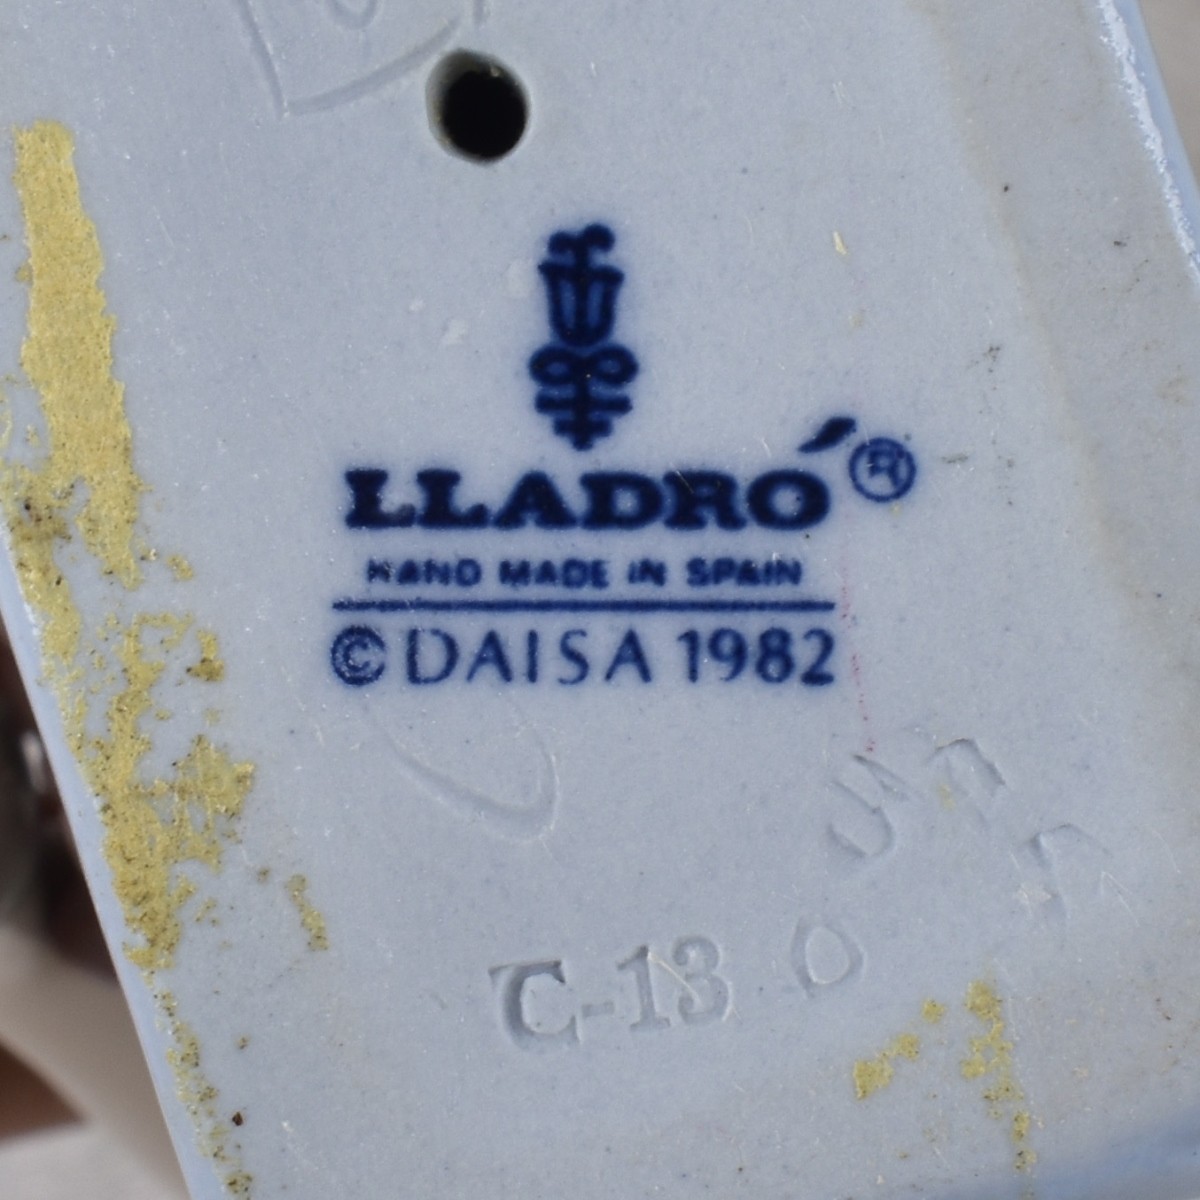 LLADRÓ®
HAND MADE IN SPAIN
© DAISA 1982
C-13 O